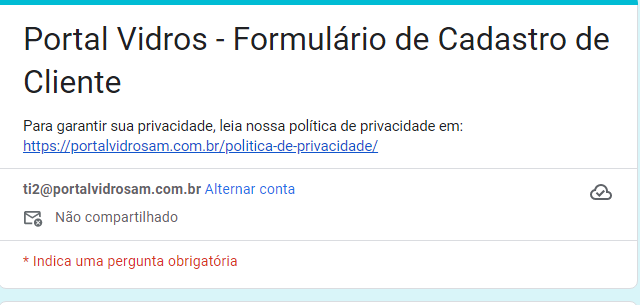 Portal Vidros - Formulário de Cadastro de
Cliente
Para garantir sua privacidade, leia nossa política de privacidade em:
https://portalvidrosam.com.br/politica-de-privacidade/
ti2@portalvidrosam.com.br Alternar conta
Não compartilhado
* Indica uma pergunta obrigatória